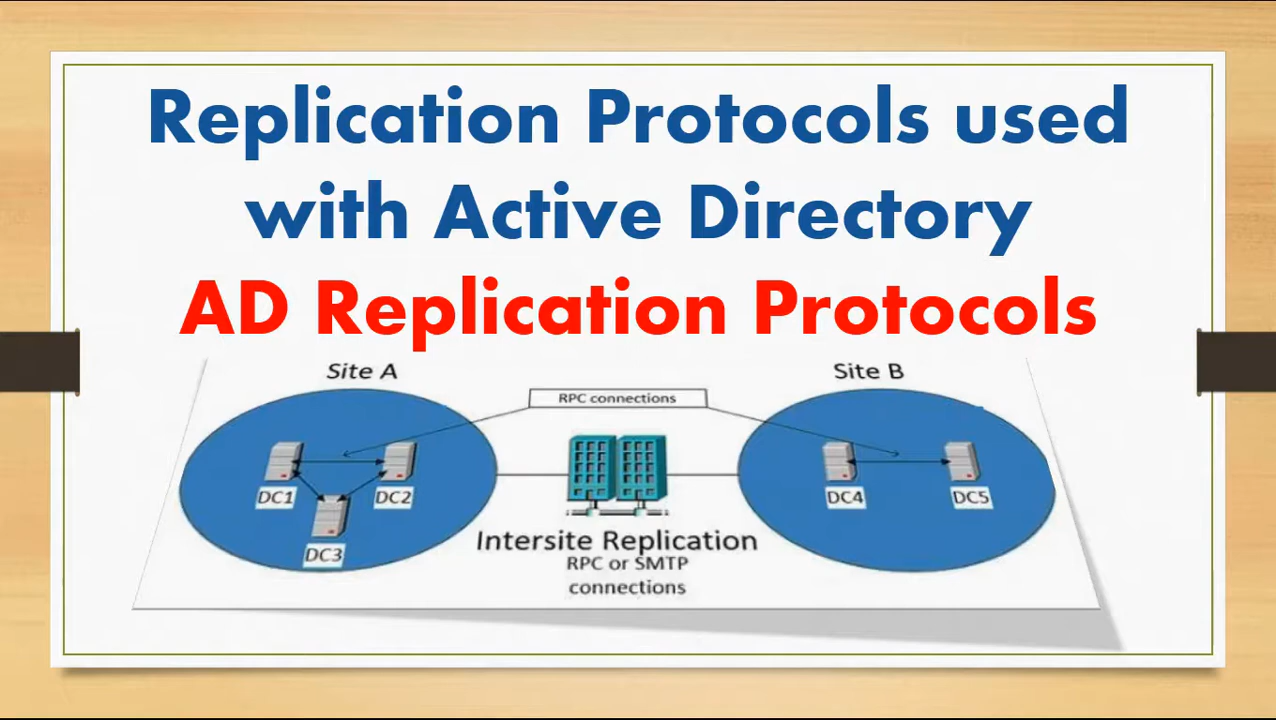 Replication Protocols used
with Active Directory
AD Replication Protocols
Site A
Site B
RPC connections
DC1
DC2
DC3
DC4
DC5
Intersite Replication
RPC or SMTP
connections